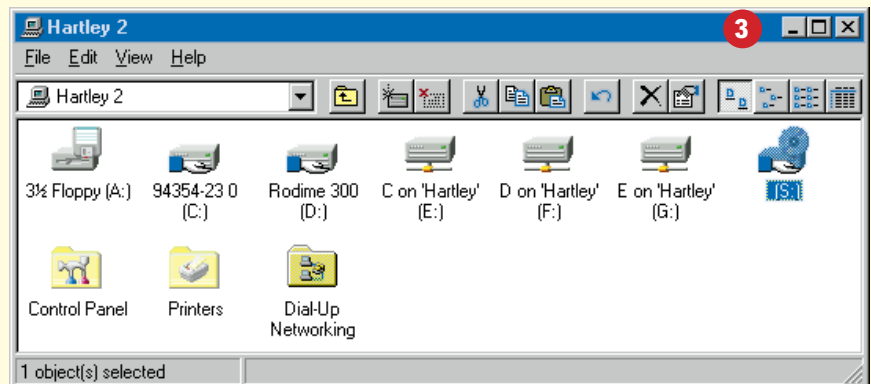 Hartley 2
3
File Edit View Help
Hartley 2
3½ Floppy (A:)
94354-23 0
(C:)
Rodime 300
(D:)
C on 'Hartley'
(E:)
D on 'Hartley'
(F:)
E on 'Hartley'
(G:)
(S:)
Control Panel
Printers
Dial-Up
Networking
1 object(s) selected